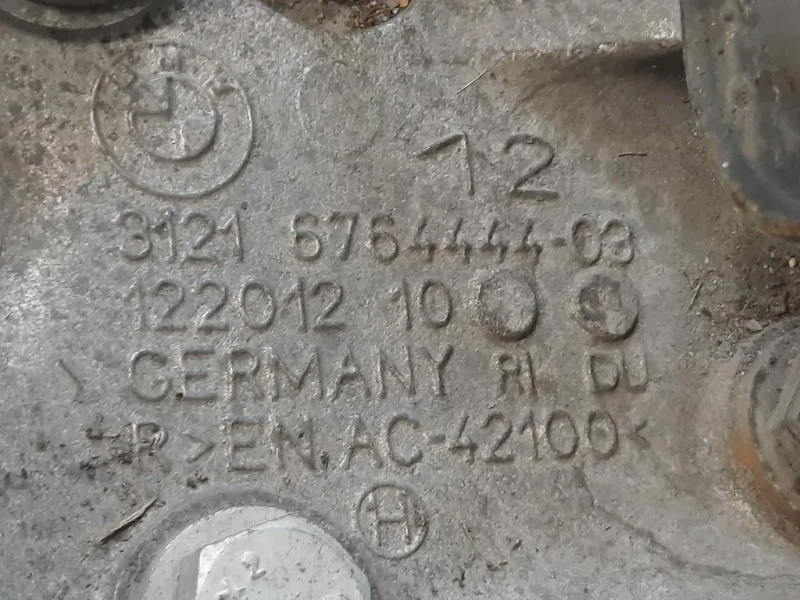 12
3121 6764444-03
122012 10 H
GERMANY RI DU
R >EN AC-42100<
H